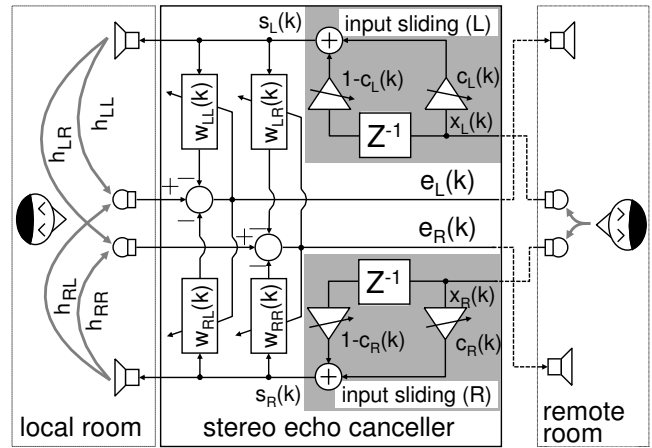 s_L(k)
input sliding (L)
1-c_L(k)
c_L(k)
w_LL(k)
w_LR(k)
Z^-1
x_L(k)
h_LL
h_LR
e_L(k)
e_R(k)
h_RL
h_RR
w_RL(k)
w_RR(k)
Z^-1
x_R(k)
1-c_R(k)
c_R(k)
s_R(k)
input sliding (R)
local room
stereo echo canceller
remote
room